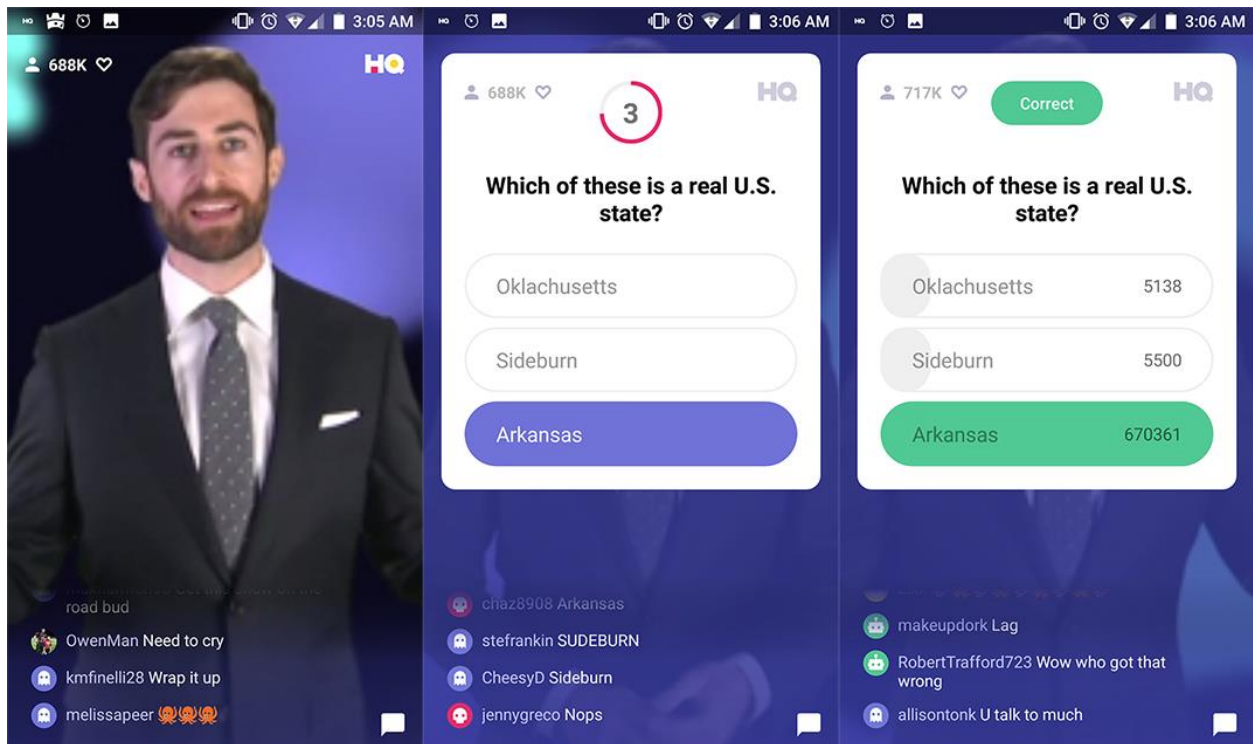 HQ
3:05 AM
688K
HQ
road bud
OwenMan Need to cry
kmfinelli28 Wrap it up
melissapeer
HQ
3:06 AM
688K
3
HQ
Which of these is a real U.S.
state?
Oklachusetts
Sideburn
Arkansas
chaz8908 Arkansas
stefrankin SUDEBURN
CheesyD Sideburn
jennygreco Nops
HQ
3:06 AM
717K
Correct
HQ
Which of these is a real U.S.
state?
Oklachusetts 5138
Sideburn 5500
Arkansas 670361
makeupdork Lag
RobertTrafford723 Wow who got that
wrong
allisontonk U talk to much